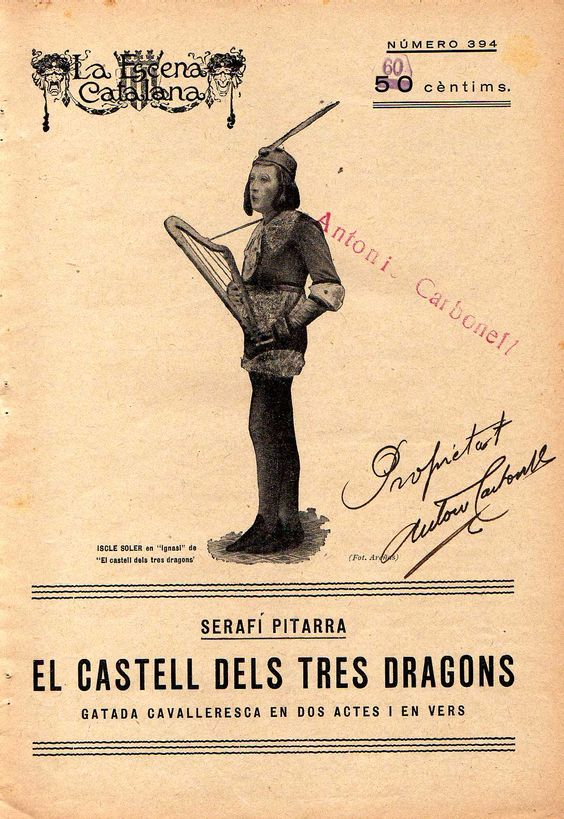 La Escena
Catalana
NÚMERO 394
60
50 cèntims.
Antoni Carbonell
Propietat
Antoni Carbonell
ISCLE SOLER en "Ignasi" de
"El castell dels tres dragons'
(Fot. Areñas)
SERAFÍ PITARRA
EL CASTELL DELS TRES DRAGONS
GATADA CAVALLERESCA EN DOS ACTES I EN VERS